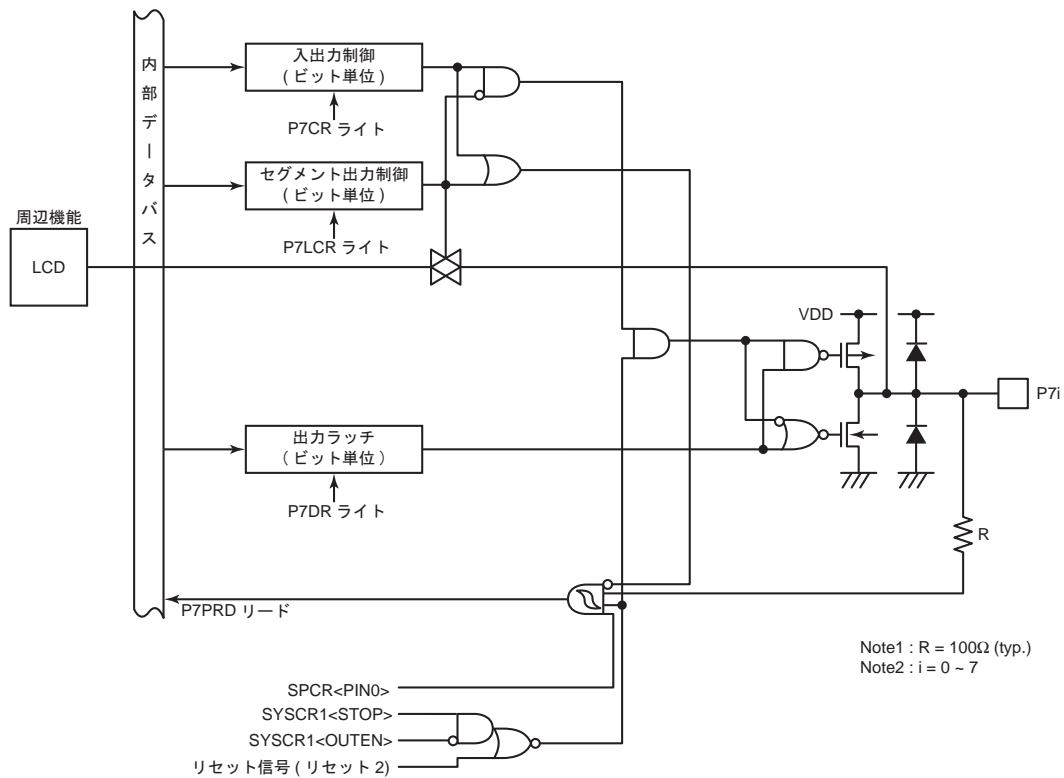 内部データバス
入出力制御
( ビット単位 )
P7CR ライト
セグメント出力制御
( ビット単位 )
P7LCR ライト
周辺機能
LCD
VDD
P7i
出力ラッチ
( ビット単位 )
P7DR ライト
R
P7PRD リード
Note1 : R = 100Ω (typ.)
Note2 : i = 0 ~ 7
SPCR<PIN0>
SYSCR1<STOP>
SYSCR1<OUTEN>
リセット信号 ( リセット 2)